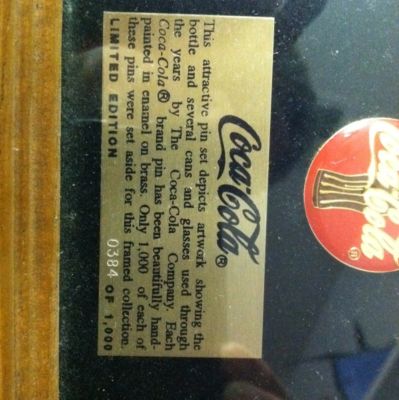 Coca-Cola®
This attractive pin set depicts artwork showing the
bottle and several cans and glasses used through
the years by The Coca-Cola Company. Each
Coca-Cola® brand pin has been beautifully hand-
painted in enamel on brass. Only 1,000 of each of
these pins were set aside for this framed collection.
LIMITED EDITION 0384 OF 1,000
Coca-Cola
®